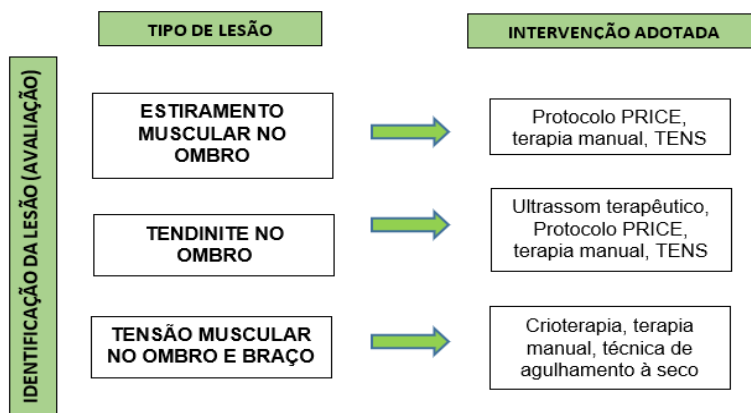 TIPO DE LESÃO
INTERVENÇÃO ADOTADA
IDENTIFICAÇÃO DA LESÃO (AVALIAÇÃO)
ESTIRAMENTO
MUSCULAR NO
OMBRO
Protocolo PRICE,
terapia manual, TENS
TENDINITE NO
OMBRO
Ultrassom terapêutico,
Protocolo PRICE,
terapia manual, TENS
TENSÃO MUSCULAR
NO OMBRO E BRAÇO
Crioterapia, terapia
manual, técnica de
agulhamento à seco